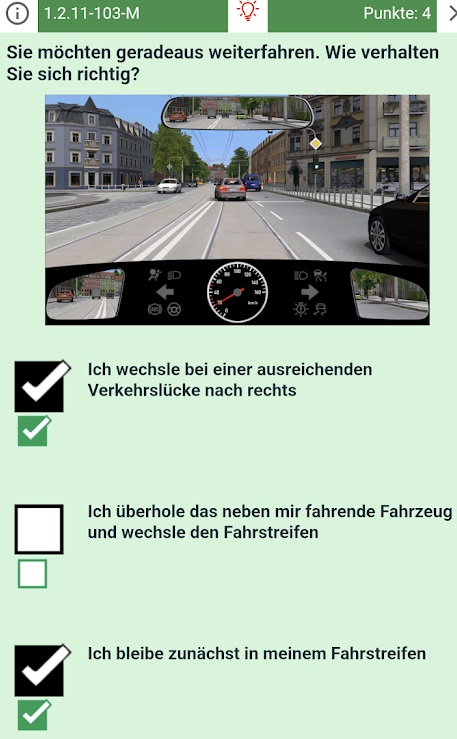 1.2.11-103-M
Punkte: 4
Sie möchten geradeaus weiterfahren. Wie verhalten
Sie sich richtig?
Ich wechsle bei einer ausreichenden
Verkehrslücke nach rechts
Ich überhole das neben mir fahrende Fahrzeug
und wechsle den Fahrstreifen
Ich bleibe zunächst in meinem Fahrstreifen